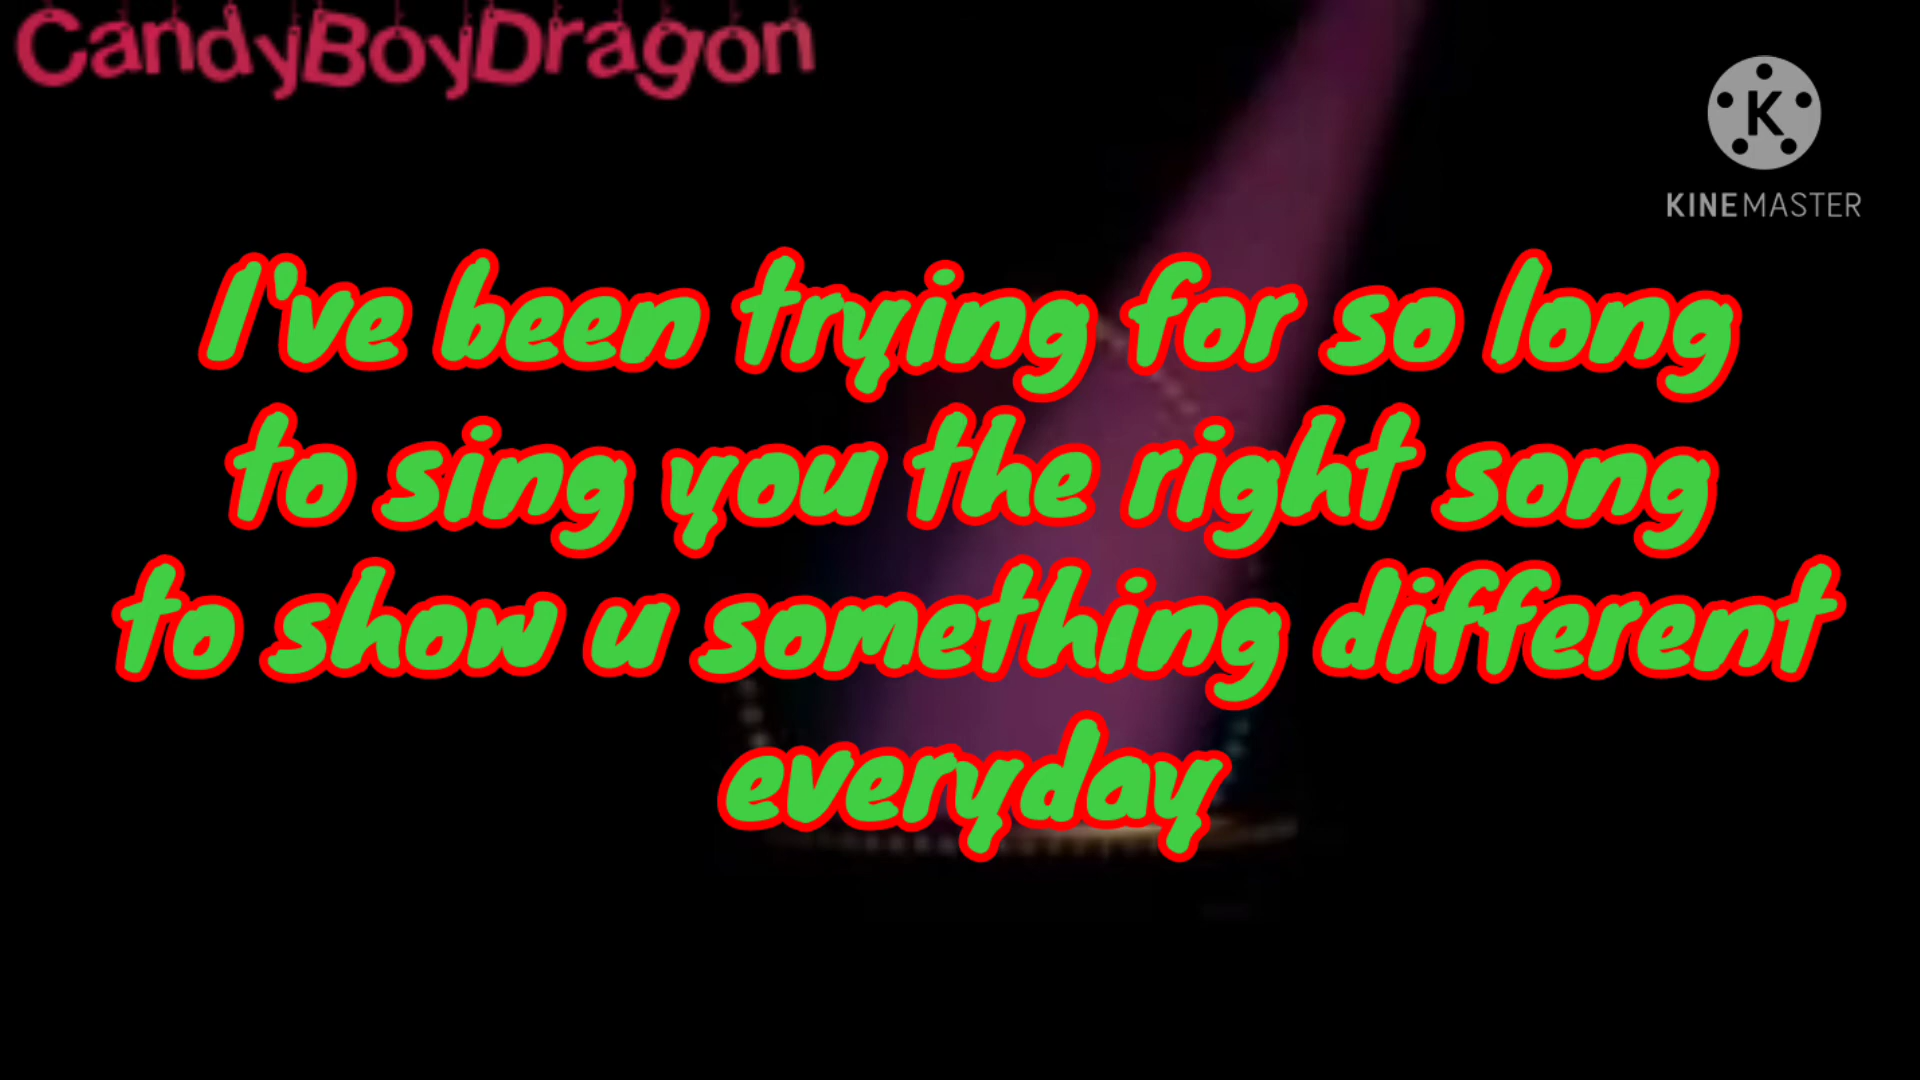 CandyBoyDragon
K
KINEMASTER
I've been trying for so long
to sing you the right song
to show u something different
everyday